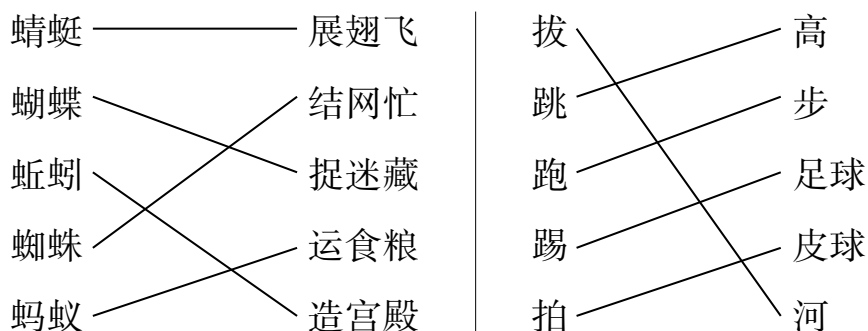 蜻蜓 展翅飞 拔 高
蝴蝶 结网忙 跳 步
蚯蚓 捉迷藏 跑 足球
蜘蛛 运食粮 踢 皮球
蚂蚁 造宫殿 拍 河